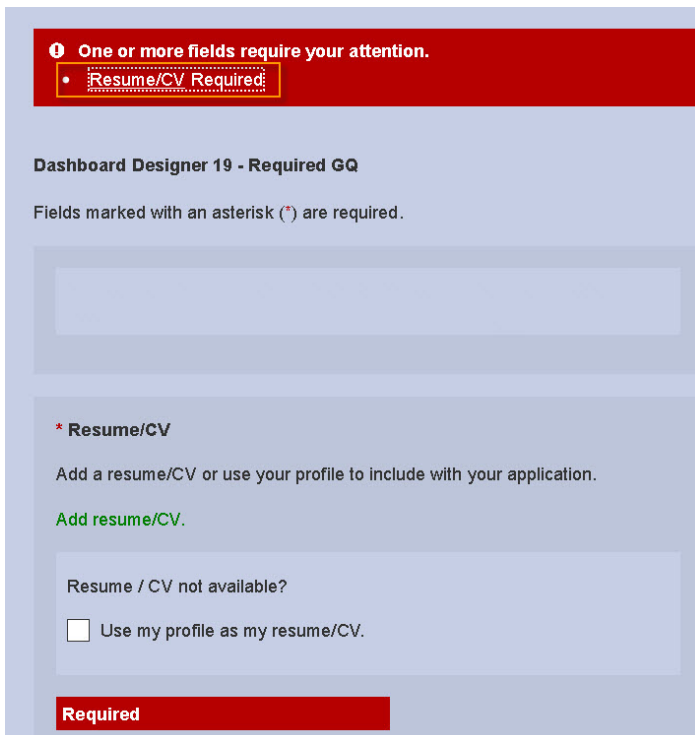 One or more fields require your attention.
• Resume/CV Required
Dashboard Designer 19 - Required GQ
Fields marked with an asterisk (*) are required.
* Resume/CV
Add a resume/CV or use your profile to include with your application.
Add resume/CV.
Resume / CV not available?
Use my profile as my resume/CV.
Required